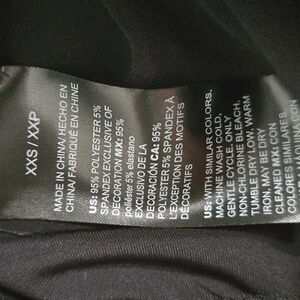 XXS / XXP
MADE IN CHINA/ HECHO EN
CHINA/ FABRIQUÉ EN CHINE
US: 95% POLYESTER 5%
SPANDEX EXCLUSIVE OF
DECORATION MX: 95%
poliéster 5% elastano
EXCLUSIVO DE LA
DECORACIÓN CA: 95%
POLYESTER 5% SPANDEX À
L'EXCEPTION DES MOTIFS
US: WITH SIMILAR COLORS.
MACHINE WASH COLD.
GENTLE CYCLE. ONLY
NON-CHLORINE BLEACH.
TUMBLE DRY LOW. WARM
IRON. MAY BE DRY
CLEANED MX: CON